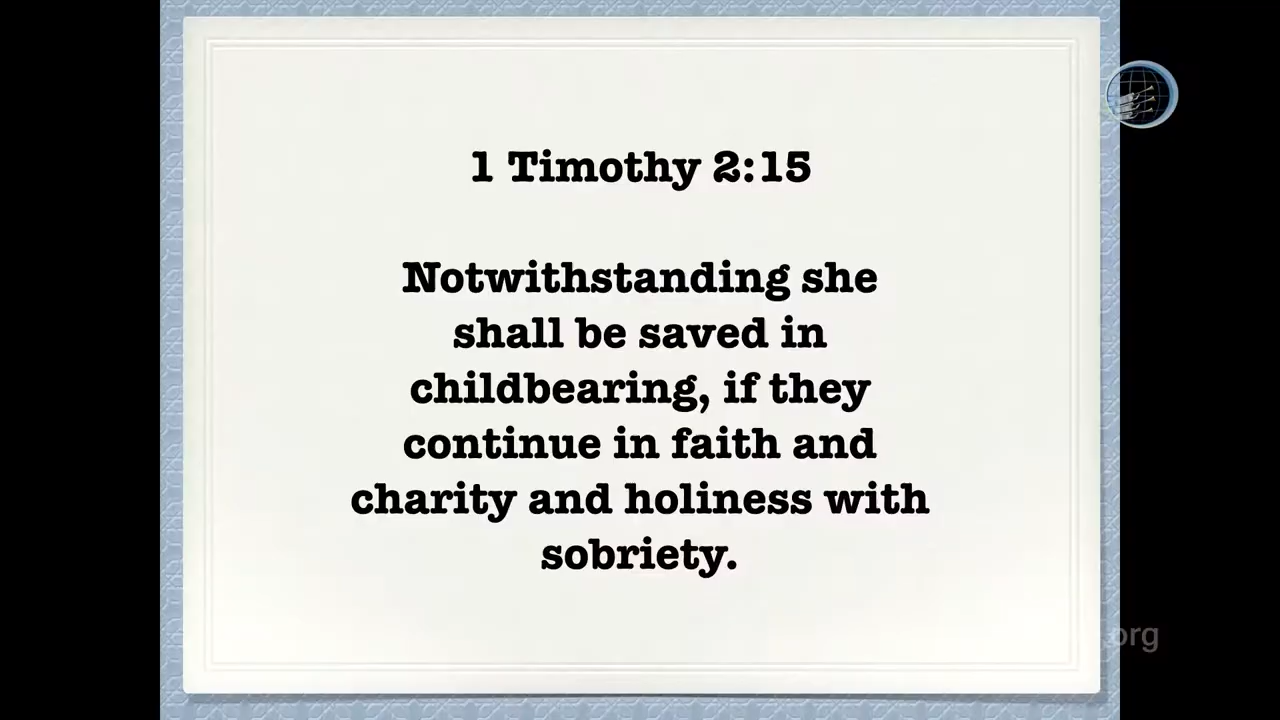 1 Timothy 2:15
Notwithstanding she
shall be saved in
childbearing, if they
continue in faith and
charity and holiness with
sobriety.
.org